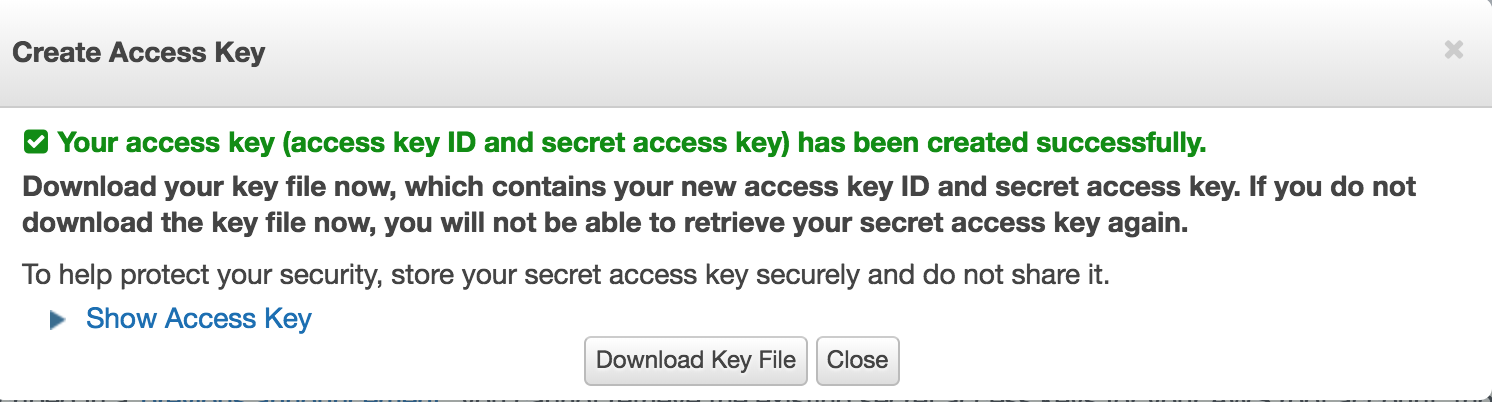 Create Access Key
Your access key (access key ID and secret access key) has been created successfully.
Download your key file now, which contains your new access key ID and secret access key. If you do not
download the key file now, you will not be able to retrieve your secret access key again.
To help protect your security, store your secret access key securely and do not share it.
Show Access Key
Download Key File Close